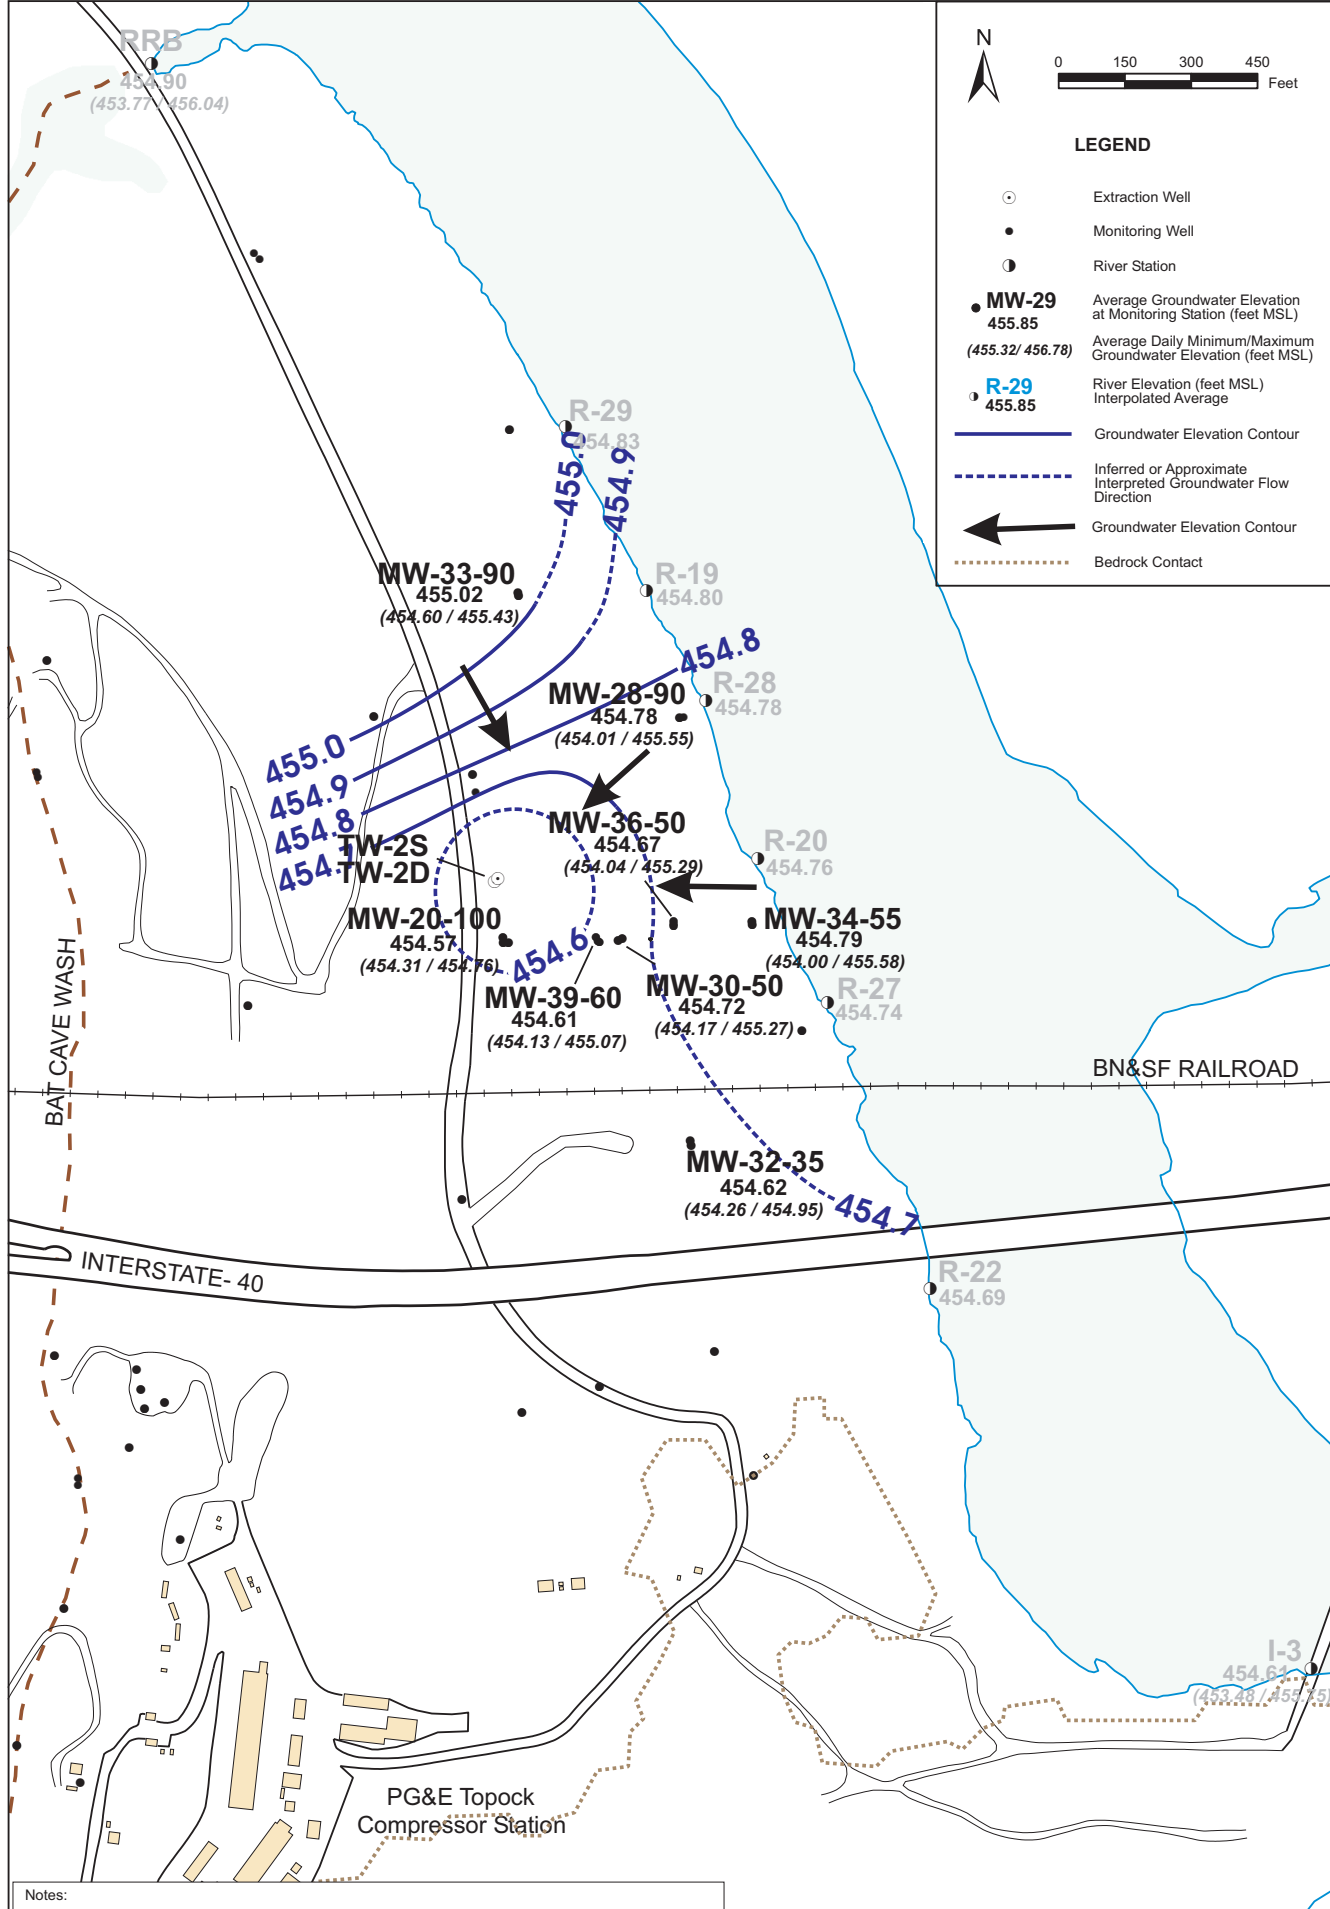 RRB
454.90
(453.77 / 456.04)
N
0 150 300 450
Feet
LEGEND
Extraction Well
Monitoring Well
River Station
MW-29
455.85
Average Groundwater Elevation
at Monitoring Station (feet MSL)
(455.32/ 456.78)
Average Daily Minimum/Maximum
Groundwater Elevation (feet MSL)
R-29
455.85
River Elevation (feet MSL)
Interpolated Average
Groundwater Elevation Contour
Inferred or Approximate
Interpreted Groundwater Flow
Direction
Groundwater Elevation Contour
Bedrock Contact
R-29
454.83
455.0
454.9
MW-33-90
455.02
(454.60 / 455.43)
R-19
454.80
454.8
MW-28-90
454.78
(454.01 / 455.55)
R-28
454.78
455.0
454.9
454.8
454.7
TW-2S
TW-2D
MW-36-50
454.67
(454.04 / 455.29)
R-20
454.76
MW-20-100
454.57
(454.31 / 454.76)
454.6
MW-34-55
454.79
(454.00 / 455.58)
MW-39-60
454.61
(454.13 / 455.07)
MW-30-50
454.72
(454.17 / 455.27)
R-27
454.74
BAT CAVE WASH
BN&SF RAILROAD
MW-32-35
454.62
(454.26 / 454.95)
454.7
INTERSTATE- 40
R-22
454.69
I-3
454.61
(453.48 / 455.75)
PG&E Topock
Compressor Station
Notes: